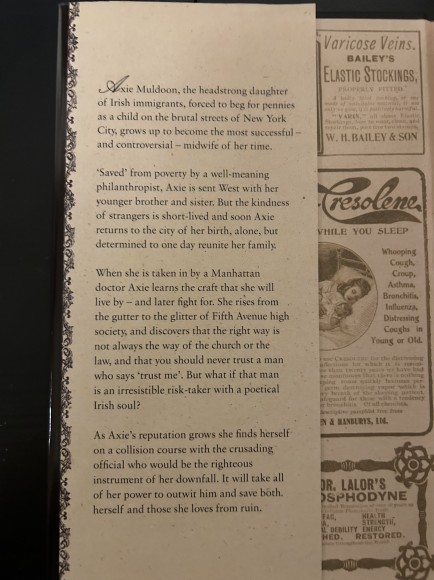 Axie Muldoon, the headstrong daughter
of Irish immigrants, forced to beg for pennies
as a child on the brutal streets of New York
City, grows up to become the most successful –
and controversial – midwife of her time.
‘Saved’ from poverty by a well-meaning
philanthropist, Axie is sent West with her
younger brother and sister. But the kindness
of strangers is short-lived and soon Axie
returns to the city of her birth, alone, but
determined to one day reunite her family.
When she is taken in by a Manhattan
doctor Axie learns the craft that she will
live by – and later fight for. She rises from
the gutter to the glitter of Fifth Avenue high
society, and discovers that the right way is
not always the way of the church or the
law, and that you should never trust a man
who says ‘trust me’. But what if that man
is an irresistible risk-taker with a poetical
Irish soul?
As Axie’s reputation grows she finds herself
on a collision course with the crusading
official who would be the righteous
instrument of her downfall. It will take all
of her power to outwit him and save both
herself and those she loves from ruin.
Varicose Veins.
BAILEY'S
ELASTIC STOCKINGS,
PROPERLY FITTED.
W. H. BAILEY & SON
Cresolene
WHILE YOU SLEEP
Whooping
Cough,
Croup,
Asthma,
Bronchitis,
Influenza,
Distressing
Coughs in
Young or Old.
N & HANBURYS, LTD.
DR. LALOR'S
OSPHODYNE
HEALTH
STRENGTH,
DEBILITY ENERGY
HED. RESTORED.